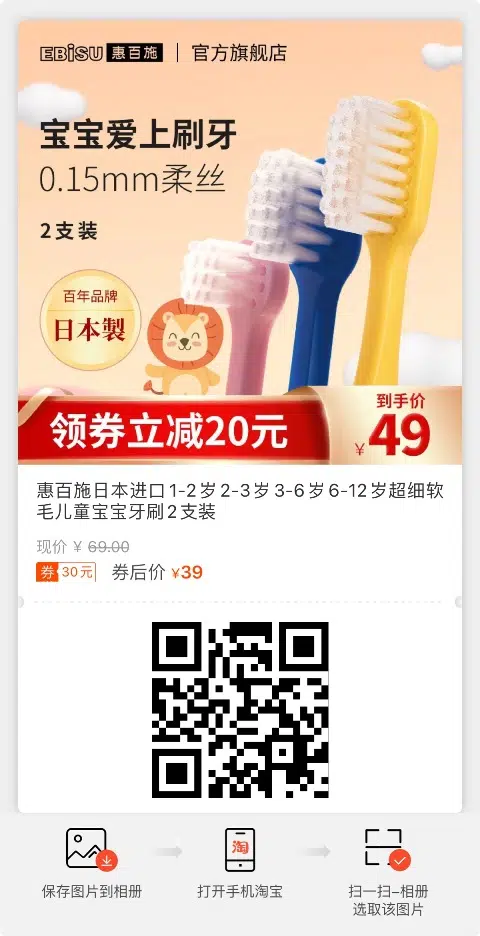 EBiSU 惠百施 | 官方旗舰店
宝宝爱上刷牙
0.15mm柔丝
2支装
百年品牌
日本製
到手价
领券立减20元
¥49
惠百施日本进口1-2岁2-3岁3-6岁6-12岁超细软
毛儿童宝宝牙刷2支装
现价 ¥ 69.00
券 30元 券后价 ¥39
淘
保存图片到相册
打开手机淘宝
扫一扫-相册
选取该图片